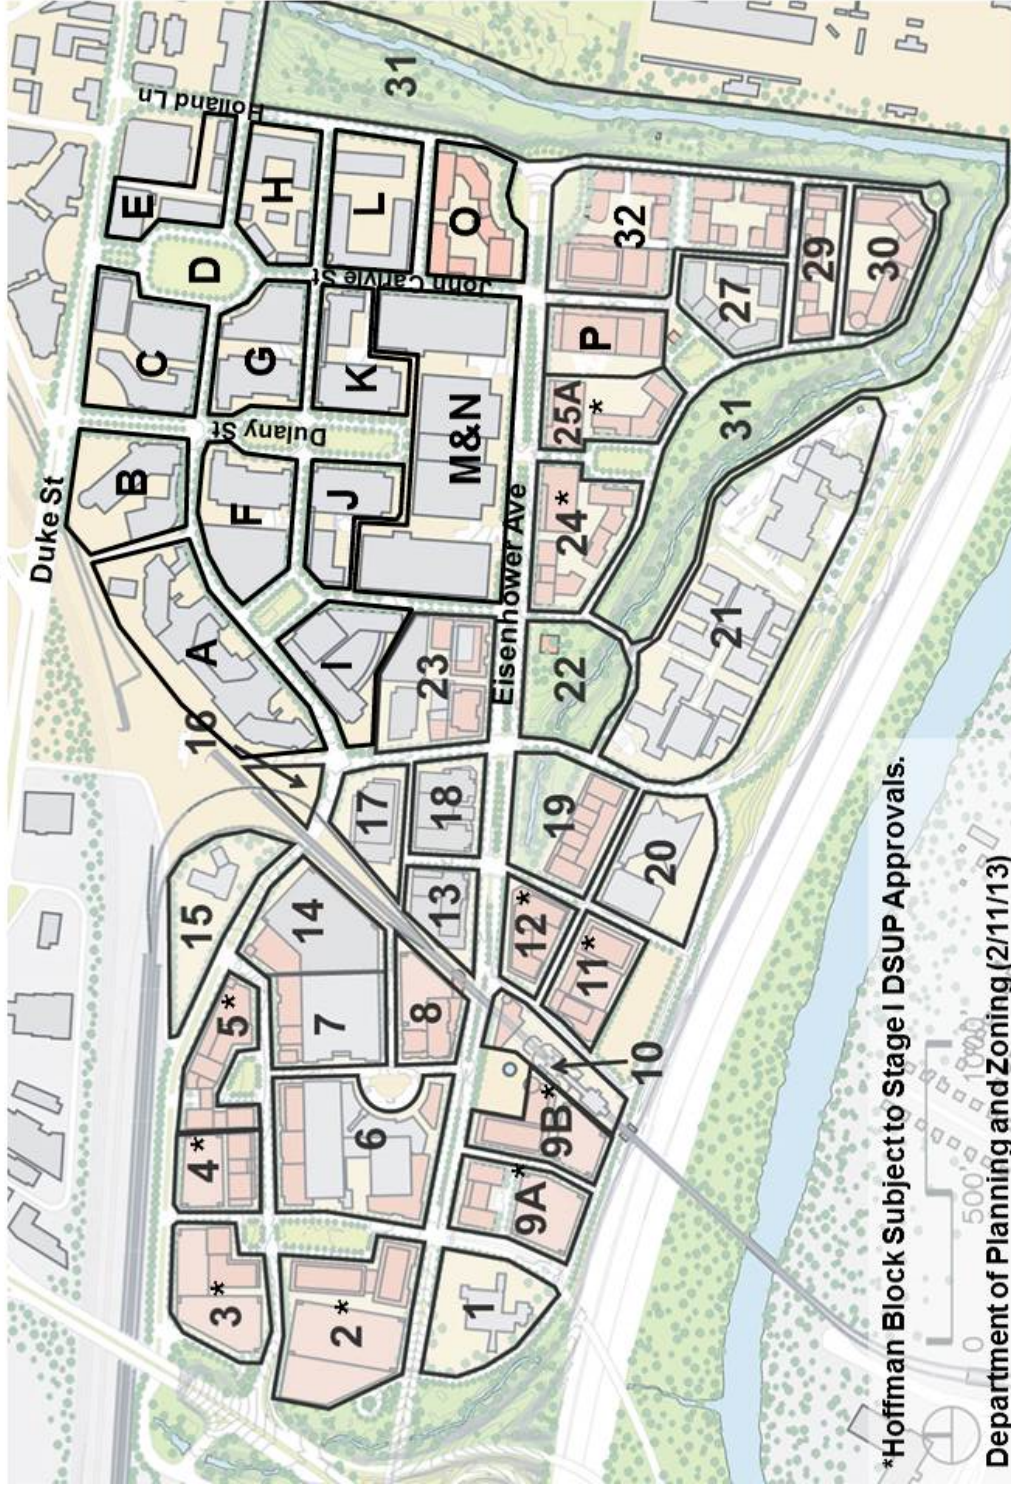 Duke St
B
C
E
Holland Ln
15
16
A
D
3*
4*
5*
F
G
H
Dulany St
John Carlyle St
14
7
I
J
K
L
2*
6
17
31
8
13
18
23
M&N
O
1
Eisenhower Ave
9A*
9B*
12*
19
22
24*
25A*
P
11*
32
10
20
21
31
27
29
30
*Hoffman Block Subject to Stage I DSUP Approvals.
0 500 1000'
Department of Planning and Zoning (2/11/13)